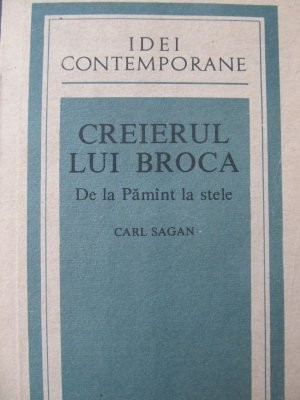 IDEI
CONTEMPORANE
CREIERUL
LUI BROCA
De la Pămînt la stele
CARL SAGAN